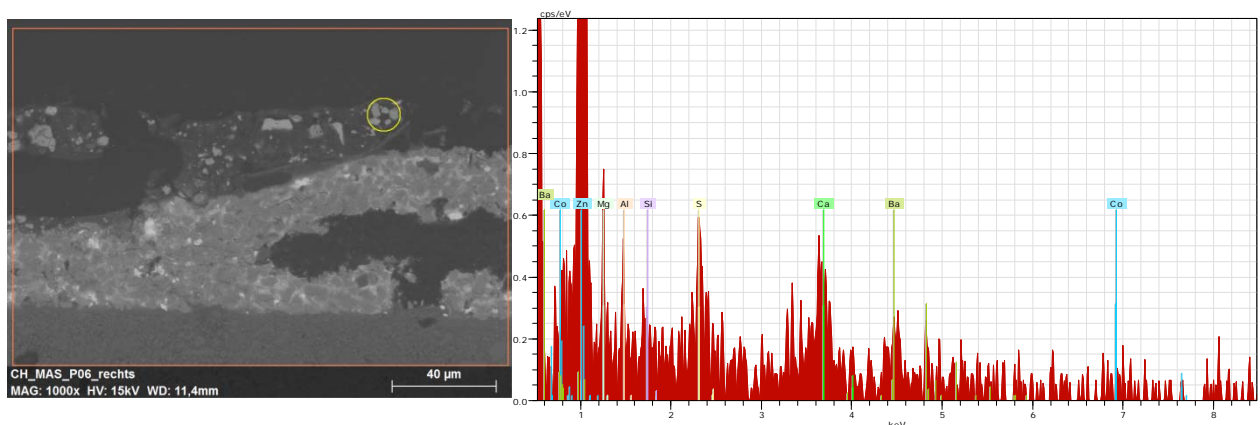 CH_MAS_P06_rechts
MAG: 1000x HV: 15kV WD: 11,4mm
40 µm
cps/eV
1.2
1.0
0.8
0.6
0.4
0.2
0.0
Ba Co Zn Mg Al Si S Ca Ba Co
1 2 3 4 5 6 7 8
keV